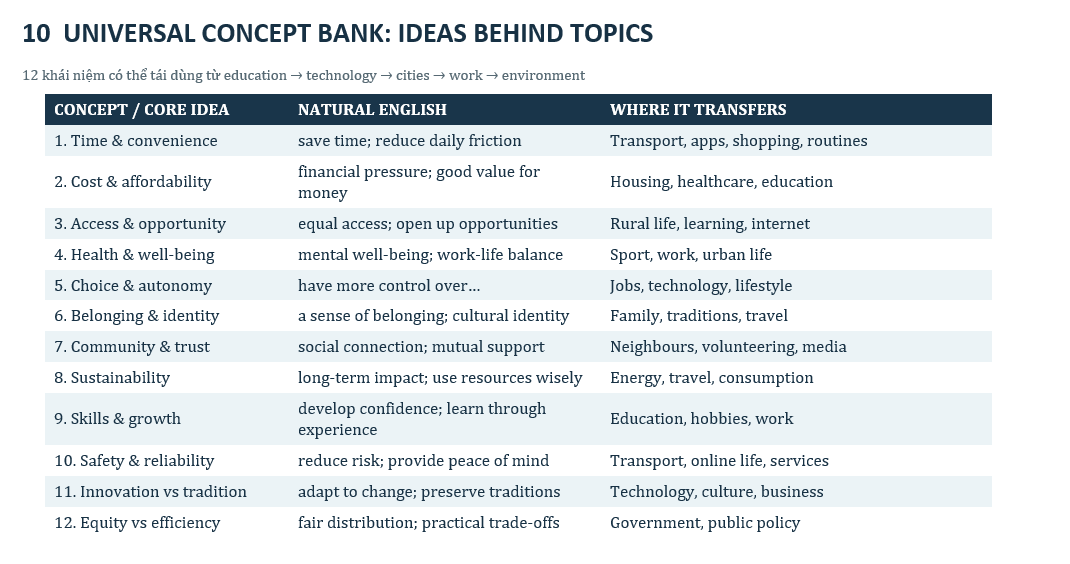 10 UNIVERSAL CONCEPT BANK: IDEAS BEHIND TOPICS
12 khái niệm có thể tái dùng từ education → technology → cities → work → environment
CONCEPT / CORE IDEA NATURAL ENGLISH WHERE IT TRANSFERS
1. Time & convenience save time; reduce daily friction Transport, apps, shopping, routines
2. Cost & affordability financial pressure; good value for
money Housing, healthcare, education
3. Access & opportunity equal access; open up opportunities Rural life, learning, internet
4. Health & well-being mental well-being; work-life balance Sport, work, urban life
5. Choice & autonomy have more control over… Jobs, technology, lifestyle
6. Belonging & identity a sense of belonging; cultural identity Family, traditions, travel
7. Community & trust social connection; mutual support Neighbours, volunteering, media
8. Sustainability long-term impact; use resources wisely Energy, travel, consumption
9. Skills & growth develop confidence; learn through
experience Education, hobbies, work
10. Safety & reliability reduce risk; provide peace of mind Transport, online life, services
11. Innovation vs tradition adapt to change; preserve traditions Technology, culture, business
12. Equity vs efficiency fair distribution; practical trade-offs Government, public policy